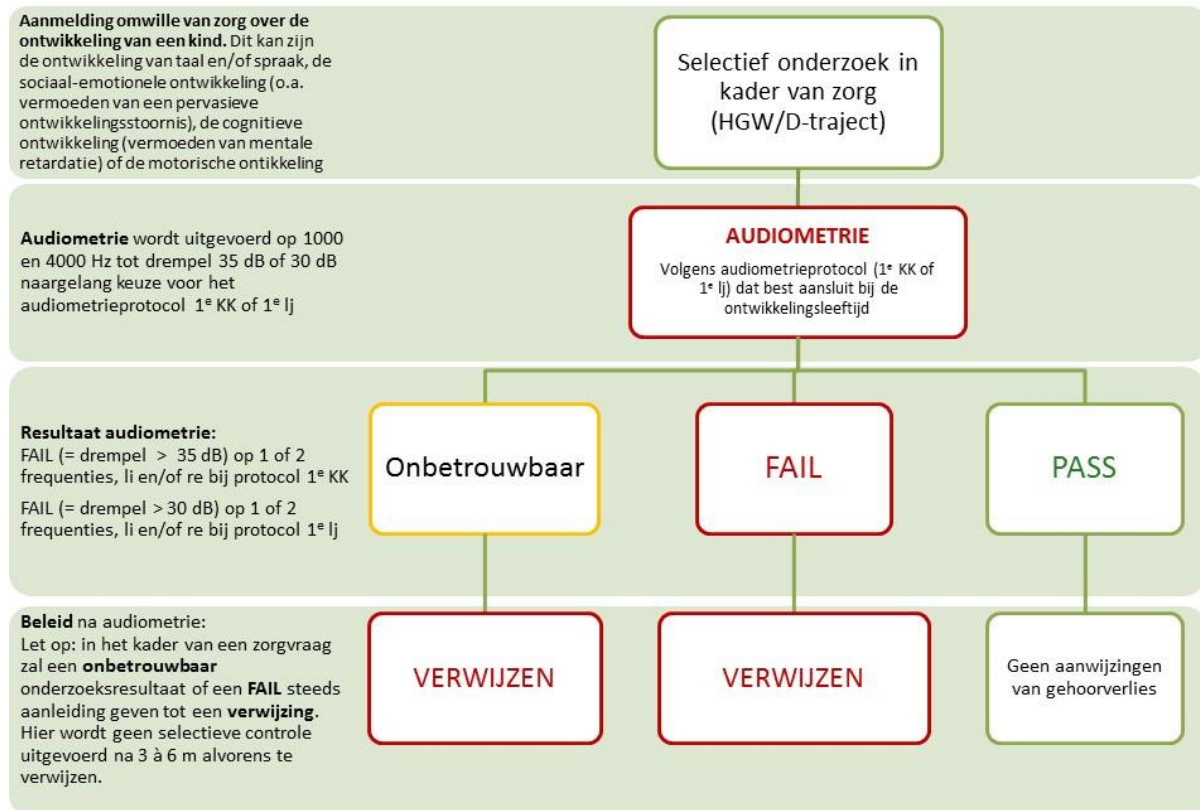 Aanmelding omwille van zorg over de
ontwikkeling van een kind. Dit kan zijn
de ontwikkeling van taal en/of spraak, de
sociaal-emotionele ontwikkeling (o.a.
vermoeden van een pervasieve
ontwikkelingsstoornis), de cognitieve
ontwikkeling (vermoeden van mentale
retardatie) of de motorische ontikkeling
Selectief onderzoek in
kader van zorg
(HGW/D-traject)
Audiometrie wordt uitgevoerd op 1000
en 4000 Hz tot drempel 35 dB of 30 dB
naargelang keuze voor het
audiometrieprotocol 1e KK of 1e lj
AUDIOMETRIE
Volgens audiometrieprotocol (1e KK of
1e lj) dat best aansluit bij de
ontwikkelingsleeftijd
Resultaat audiometrie:
FAIL (= drempel > 35 dB) op 1 of 2
frequenties, li en/of re bij protocol 1e KK
FAIL (= drempel > 30 dB) op 1 of 2
frequenties, li en/of re bij protocol 1e lj
Onbetrouwbaar
FAIL
PASS
Beleid na audiometrie:
Let op: in het kader van een zorgvraag
zal een onbetrouwbaar
onderzoeksresultaat of een FAIL steeds
aanleiding geven tot een verwijzing.
Hier wordt geen selectieve controle
uitgevoerd na 3 à 6 m alvorens te
verwijzen.
VERWIJZEN
VERWIJZEN
Geen aanwijzingen
van gehoorverlies